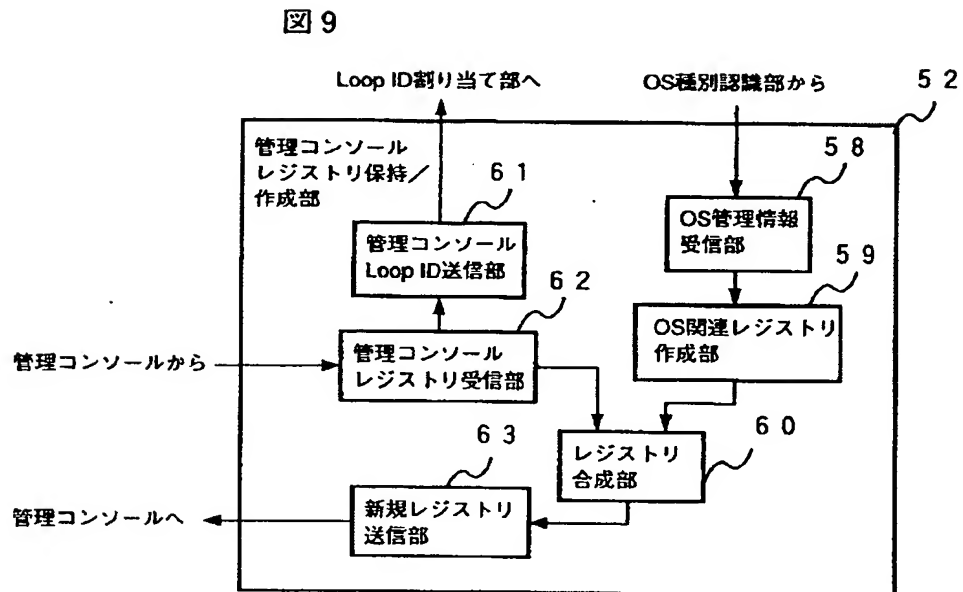 図9
Loop ID割り当て部へ
OS種別認識部から
52
管理コンソール
レジストリ保持／
作成部
61
58
管理コンソール
Loop ID送信部
OS管理情報
受信部
62
59
管理コンソールから
管理コンソール
レジストリ受信部
OS関連レジストリ
作成部
63
60
レジストリ
合成部
管理コンソールへ
新規レジストリ
送信部